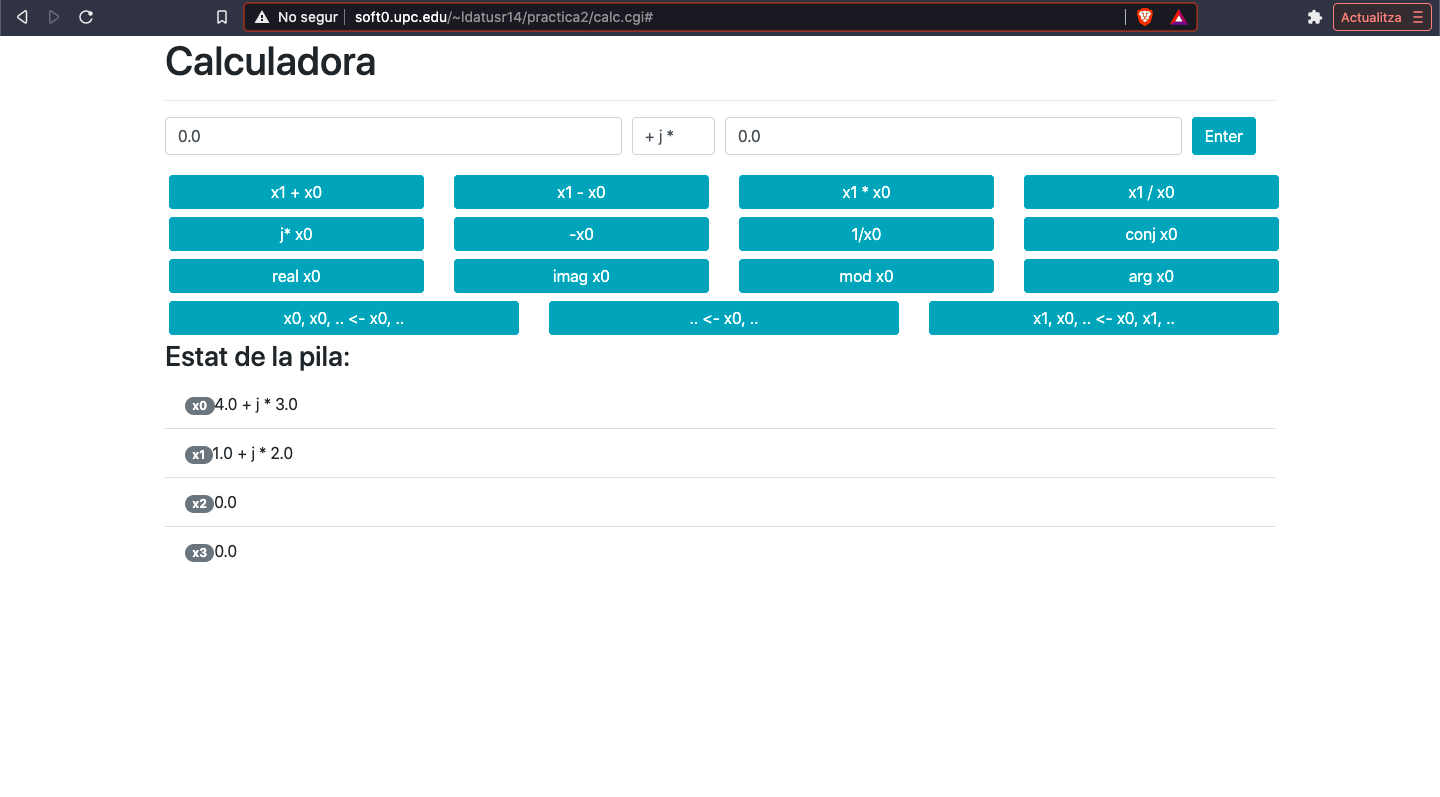 No segur soft0.upc.edu/~ldatusr14/practica2/calc.cgi# Actualitza
Calculadora
0.0 + j * 0.0 Enter
x1 + x0 x1 - x0 x1 * x0 x1 / x0
j* x0 -x0 1/x0 conj x0
real x0 imag x0 mod x0 arg x0
x0, x0, .. <- x0, .. .. <- x0, .. x1, x0, .. <- x0, x1, ..
Estat de la pila:
x0 4.0 + j * 3.0
x1 1.0 + j * 2.0
x2 0.0
x3 0.0